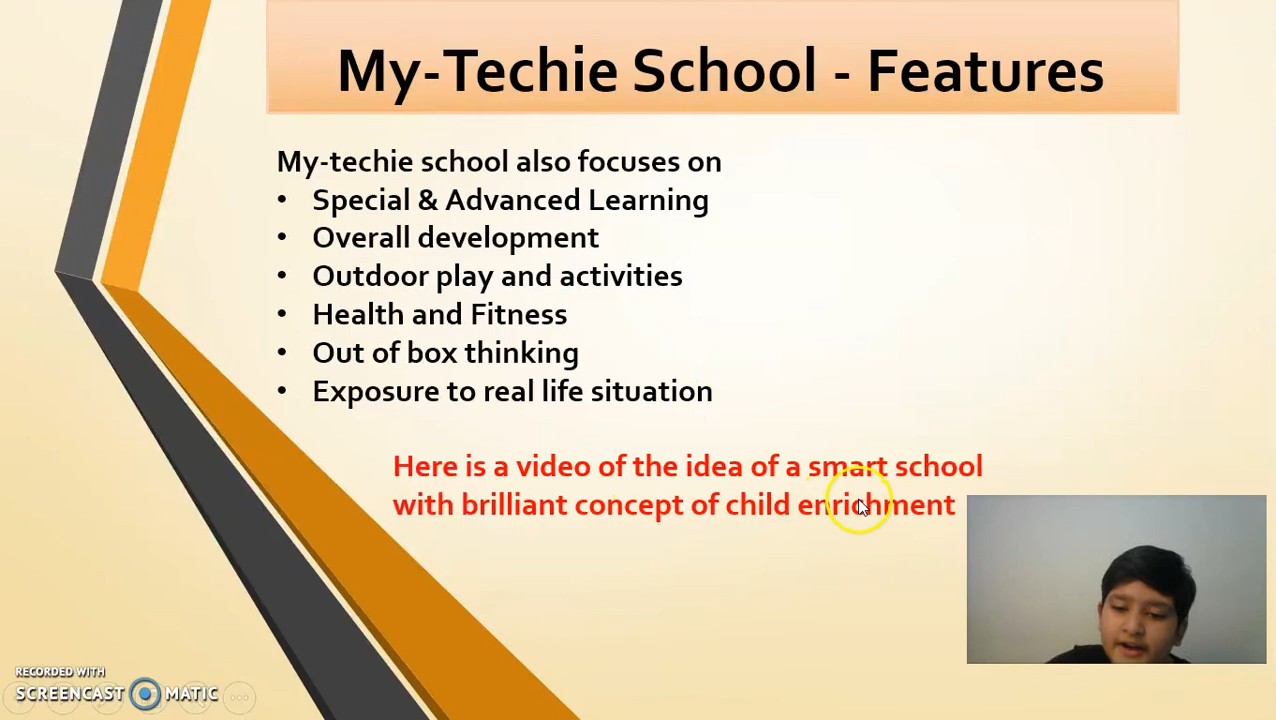 My-Techie School - Features
My-techie school also focuses on
• Special & Advanced Learning
• Overall development
• Outdoor play and activities
• Health and Fitness
• Out of box thinking
• Exposure to real life situation
Here is a video of the idea of a smart school
with brilliant concept of child enrichment
RECORDED WITH
SCREENCAST MATIC